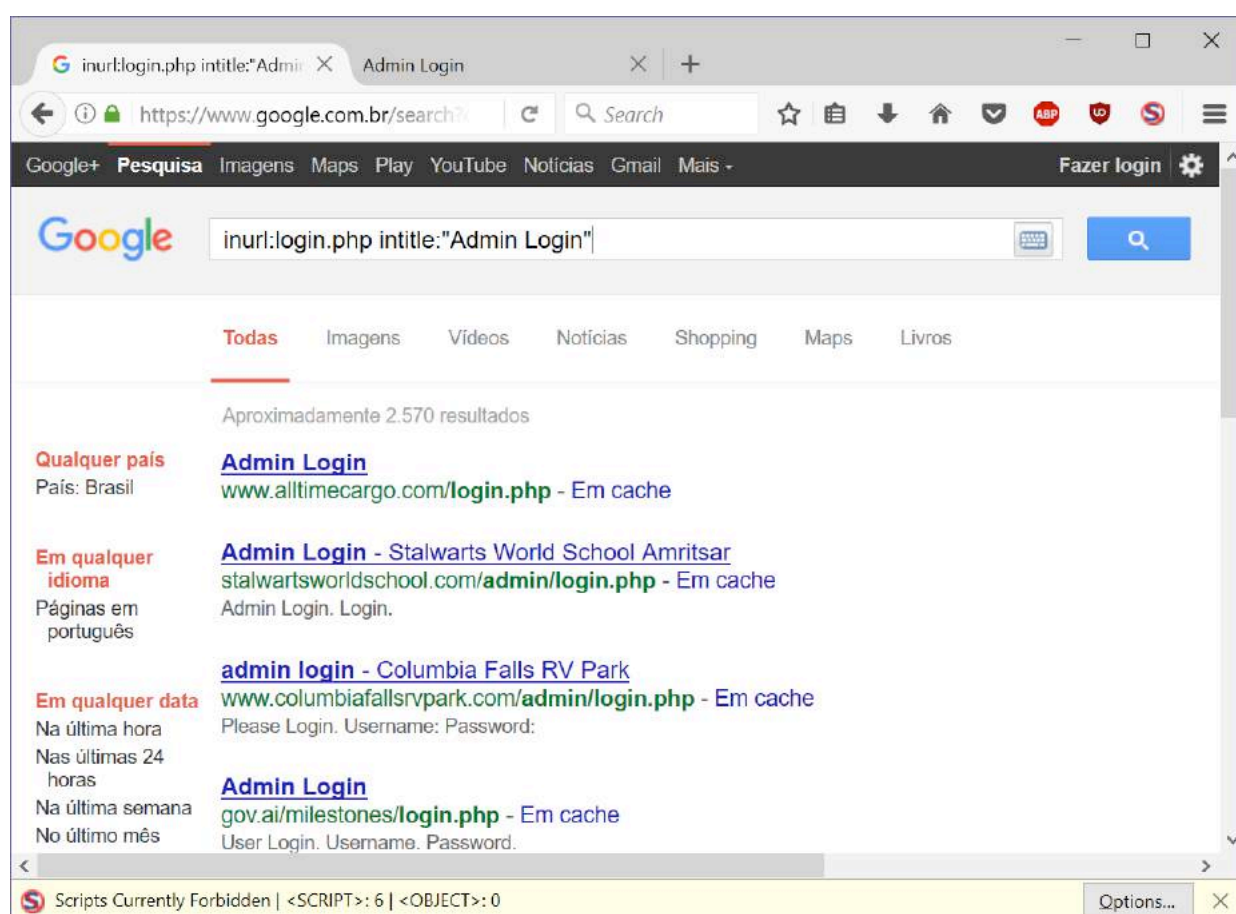 inurl:login.php intitle:"Admin
Admin Login
https://www.google.com.br/search?
Search
ABP
Google+ Pesquisa Imagens Maps Play YouTube Notícias Gmail Mais
Fazer login
Google
inurl:login.php intitle:"Admin Login"
Todas Imagens Vídeos Notícias Shopping Maps Livros
Aproximadamente 2.570 resultados
Qualquer país
País: Brasil
Em qualquer
idioma
Páginas em
português
Em qualquer data
Na última hora
Nas últimas 24
horas
Na última semana
No último mês
Admin Login
www.alltimecargo.com/login.php - Em cache
Admin Login - Stalwarts World School Amritsar
stalwartsworldschool.com/admin/login.php - Em cache
Admin Login. Login.
admin login - Columbia Falls RV Park
www.columbiafallsrvpark.com/admin/login.php - Em cache
Please Login. Username: Password:
Admin Login
gov.ai/milestones/login.php - Em cache
User Login. Username. Password.
S Scripts Currently Forbidden | <SCRIPT>: 6 | <OBJECT>: 0
Options...